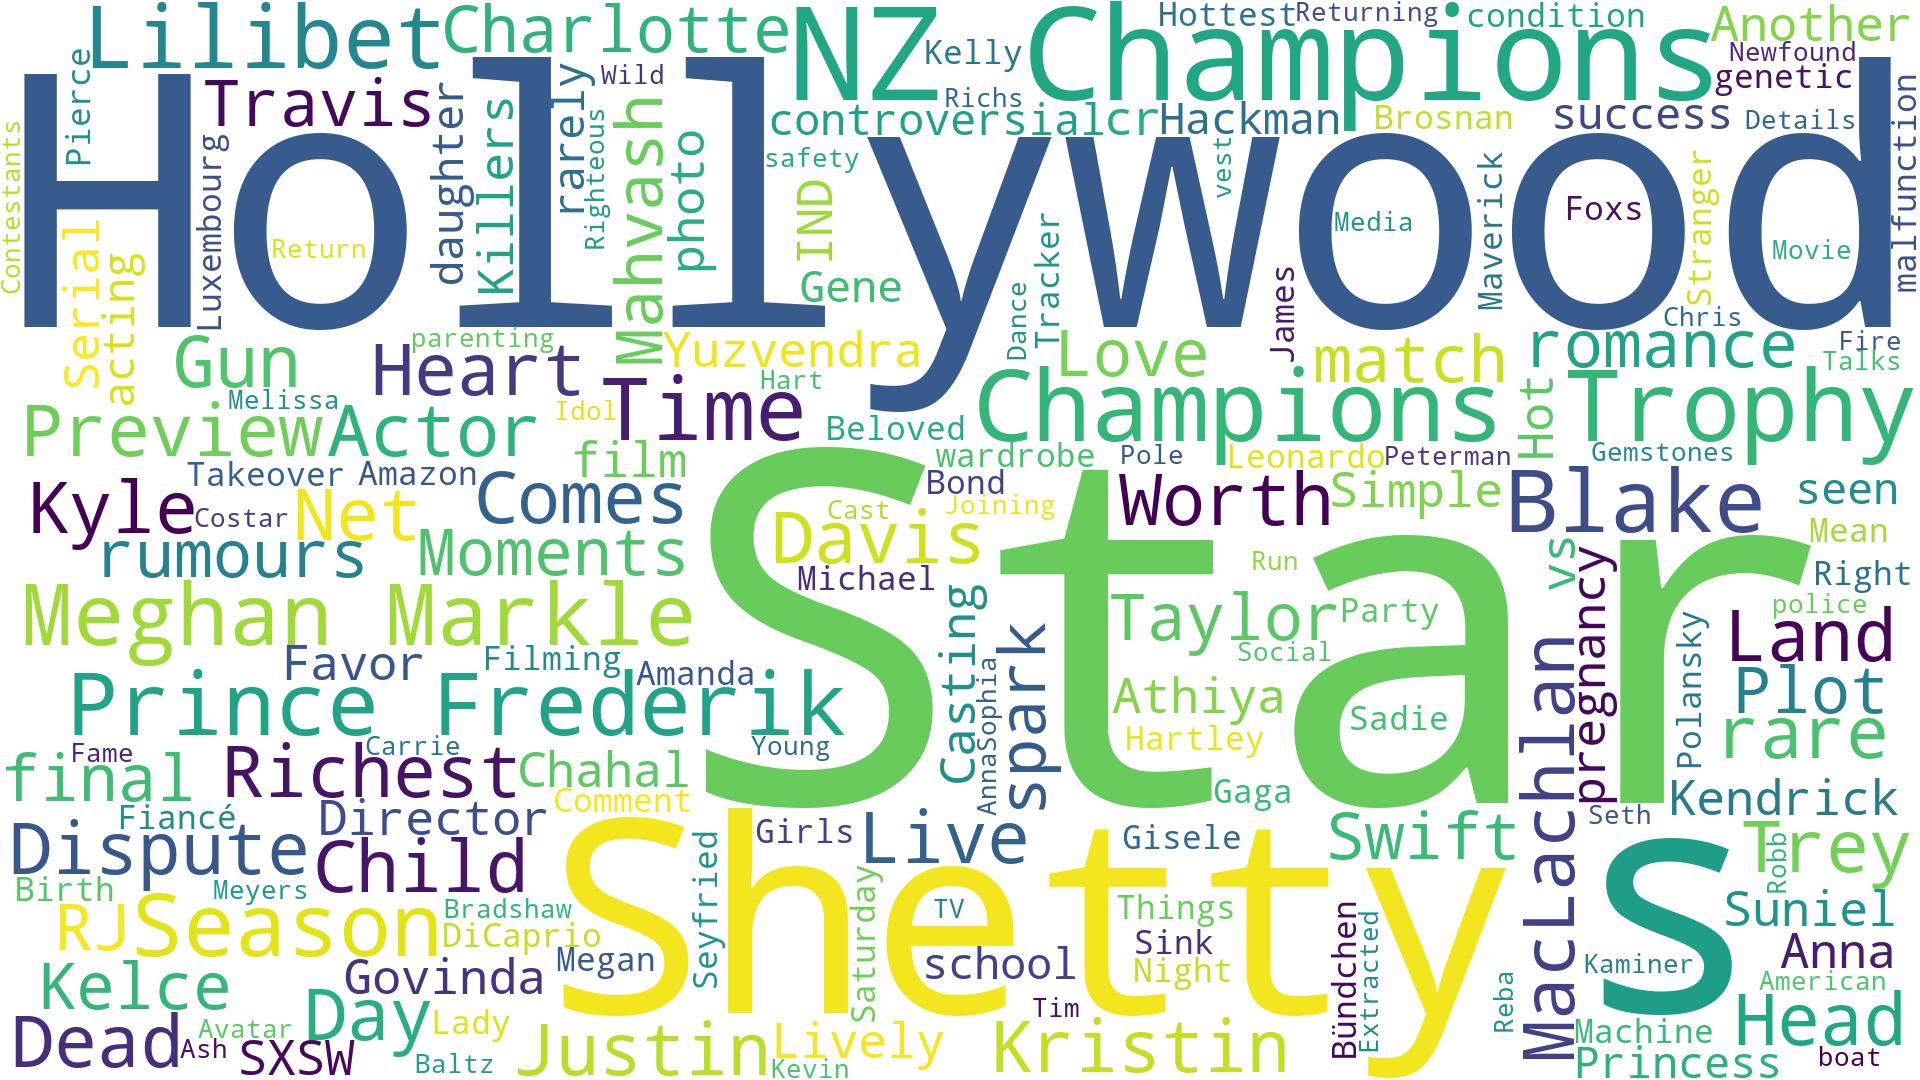 Lilibet
Charlotte
NZ
Champions
Hottest
Returning
condition
Another
Kelly
Newfound
genetic
Pierce
Travis
Wild
Richs
controversial
cr
Hackman
Brosnan
success
Details
Hollywood
daughter
Killers
rarely
Righteous
Mahvash
photo
safety
vest
IND
Foxs
Media
Maverick
Stranger
Movie
malfunction
Contestants
Serial
acting
Luxembourg
Return
Gene
Tracker
Dance
James
Chris
parenting
Gun
Heart
Yuzvendra
Love
match
romance
Fire
Talks
Melissa
Idol
Time
Hart
Champions Trophy
Hot
Preview
Actor
Beloved
film
wardrobe
Pole
Leonardo
Peterman
Gemstones
Takeover
Amazon
Comes
Bond
Joining
Worth
Simple
Blake
seen
Kyle
Costar
Net
Cast
Davis
Mean
rumours
Moments
Michael
Run
vs
Right
Star
Meghan Markle
Casting
spark
Taylor
Party
pregnancy
police
Land
Favor
Filming
Amanda
Social
Polansky
Prince Frederik
AnnaSophia
Athiya
Sadie
MacLachlan
Plot
rare
Fame
Carrie
Young
Hartley
final
Richest
Chahal
Gaga
Kendrick
Comment
Fiancé
Director
Seth
Dispute
Child
Girls
Live
Gisele
Swift
Trey
Robb
Shetty
s
Birth
Meyers
Seyfried
RJ
Season
Bradshaw
Saturday
TV
Things
Suniel
DiCaprio
Sink
Anna
Kelce
Govinda
Megan
school
Night
Bündchen
Extracted
Reba
Kaminer
American
Day
Lady
Tim
Head
Dead
Avatar
Ash
SXSW
Baltz
Justin
Lively
Kevin
Kristin
Machine
Princess
boat